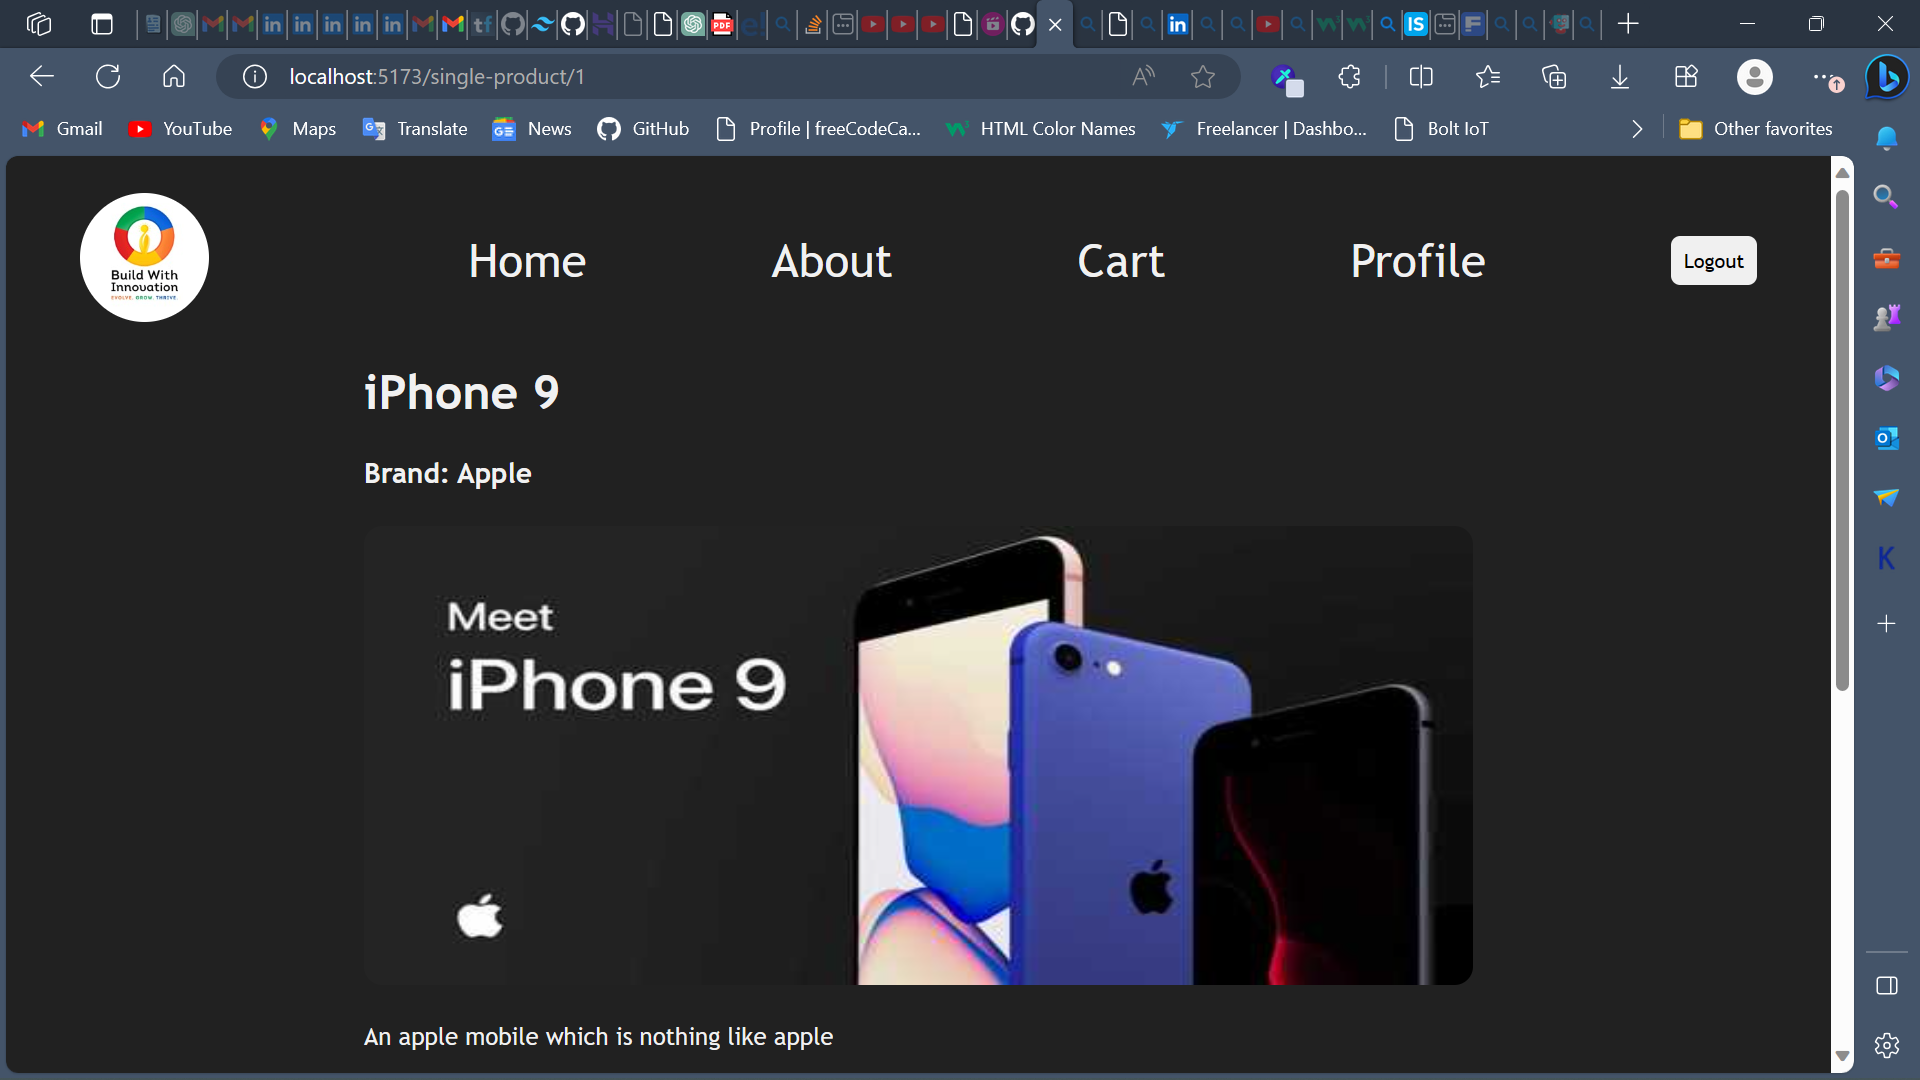 localhost:5173/single-product/1
Gmail
YouTube
Maps
Translate
News
GitHub
Profile | freeCodeCa...
HTML Color Names
Freelancer | Dashbo...
Bolt IoT
Other favorites
Build With
Innovation
EVOLVE. GROW. THRIVE.
Home
About
Cart
Profile
Logout
iPhone 9
Brand: Apple
Meet
iPhone 9
An apple mobile which is nothing like apple